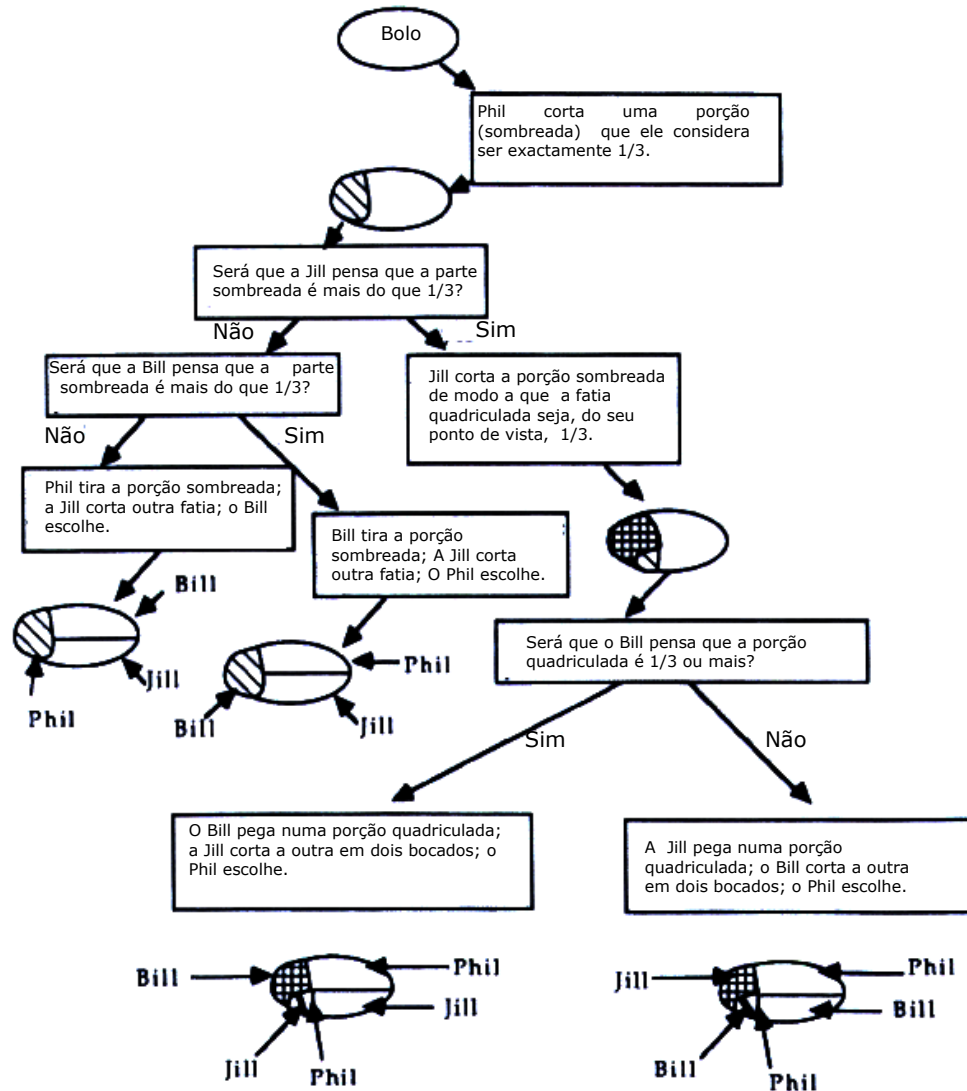 Bolo
Phil corta uma porção
(sombreada) que ele considera
ser exactamente 1/3.
Será que a Jill pensa que a parte
sombreada é mais do que 1/3?
Não
Sim
Será que a Bill pensa que a parte
sombreada é mais do que 1/3?
Jill corta a porção sombreada
de modo a que a fatia
quadriculada seja, do seu
ponto de vista, 1/3.
Não
Sim
Phil tira a porção sombreada;
a Jill corta outra fatia; o Bill
escolhe.
Bill tira a porção
sombreada; A Jill corta
outra fatia; O Phil escolhe.
Bill
Jill
Phil
Phil
Bill
Jill
Será que o Bill pensa que a porção
quadriculada é 1/3 ou mais?
Sim
Não
O Bill pega numa porção quadriculada;
a Jill corta a outra em dois bocados; o
Phil escolhe.
A Jill pega numa porção
quadriculada; o Bill corta a outra
em dois bocados; o Phil escolhe.
Bill
Phil
Jill
Jill
Phil
Jill
Phil
Bill
Bill
Phil